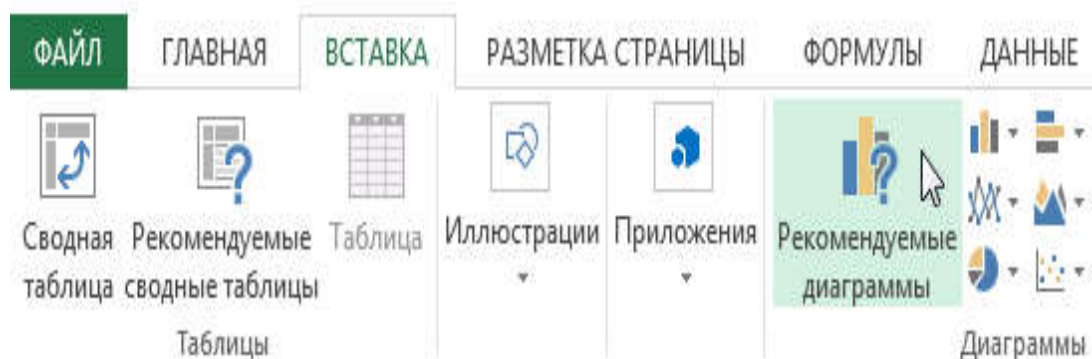 ФАЙЛ ГЛАВНАЯ ВСТАВКА РАЗМЕТКА СТРАНИЦЫ ФОРМУЛЫ ДАННЫЕ
Сводная таблица
Рекомендуемые сводные таблицы
Таблица
Иллюстрации
Приложения
Рекомендуемые диаграммы
Таблицы
Диаграммы